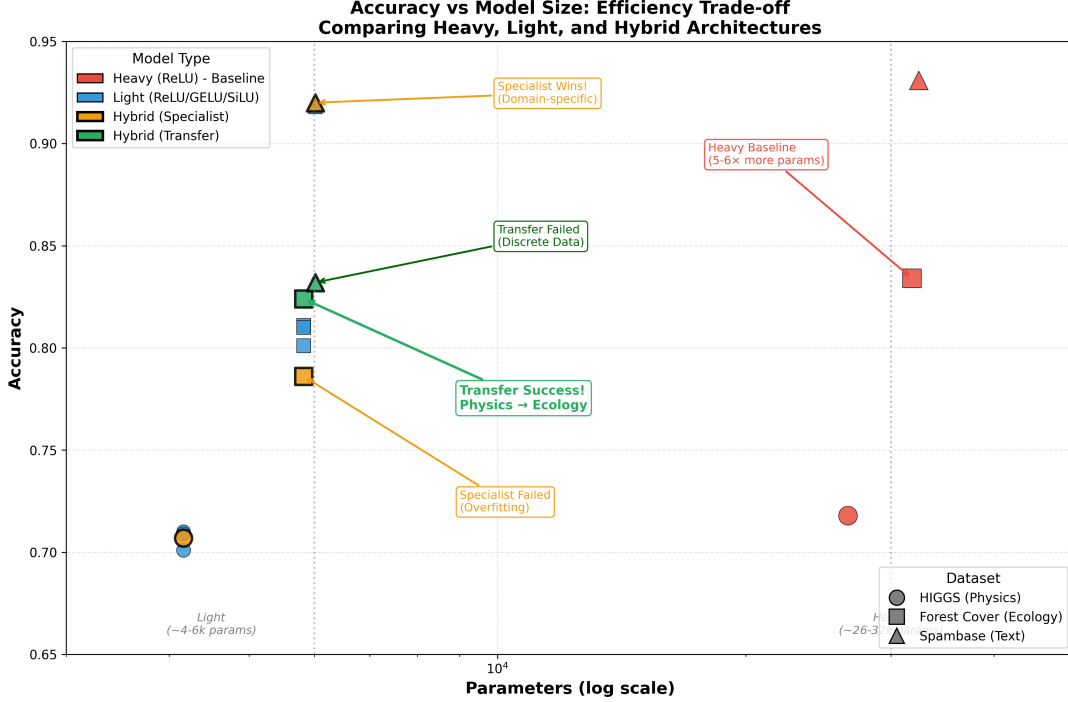 Accuracy vs Model Size: Efficiency Trade-off
Comparing Heavy, Light, and Hybrid Architectures
Accuracy
0.95
0.90
0.85
0.80
0.75
0.70
0.65
Model Type
Heavy (ReLU) - Baseline
Light (ReLU/GELU/SiLU)
Hybrid (Specialist)
Hybrid (Transfer)
Specialist Wins!
(Domain-specific)
Heavy Baseline
(5-6× more params)
Transfer Failed
(Discrete Data)
Transfer Success!
Physics → Ecology
Specialist Failed
(Overfitting)
Light
(~4-6k params)
Dataset
HIGGS (Physics)
Forest Cover (Ecology)
Spambase (Text)
10⁴
Parameters (log scale)